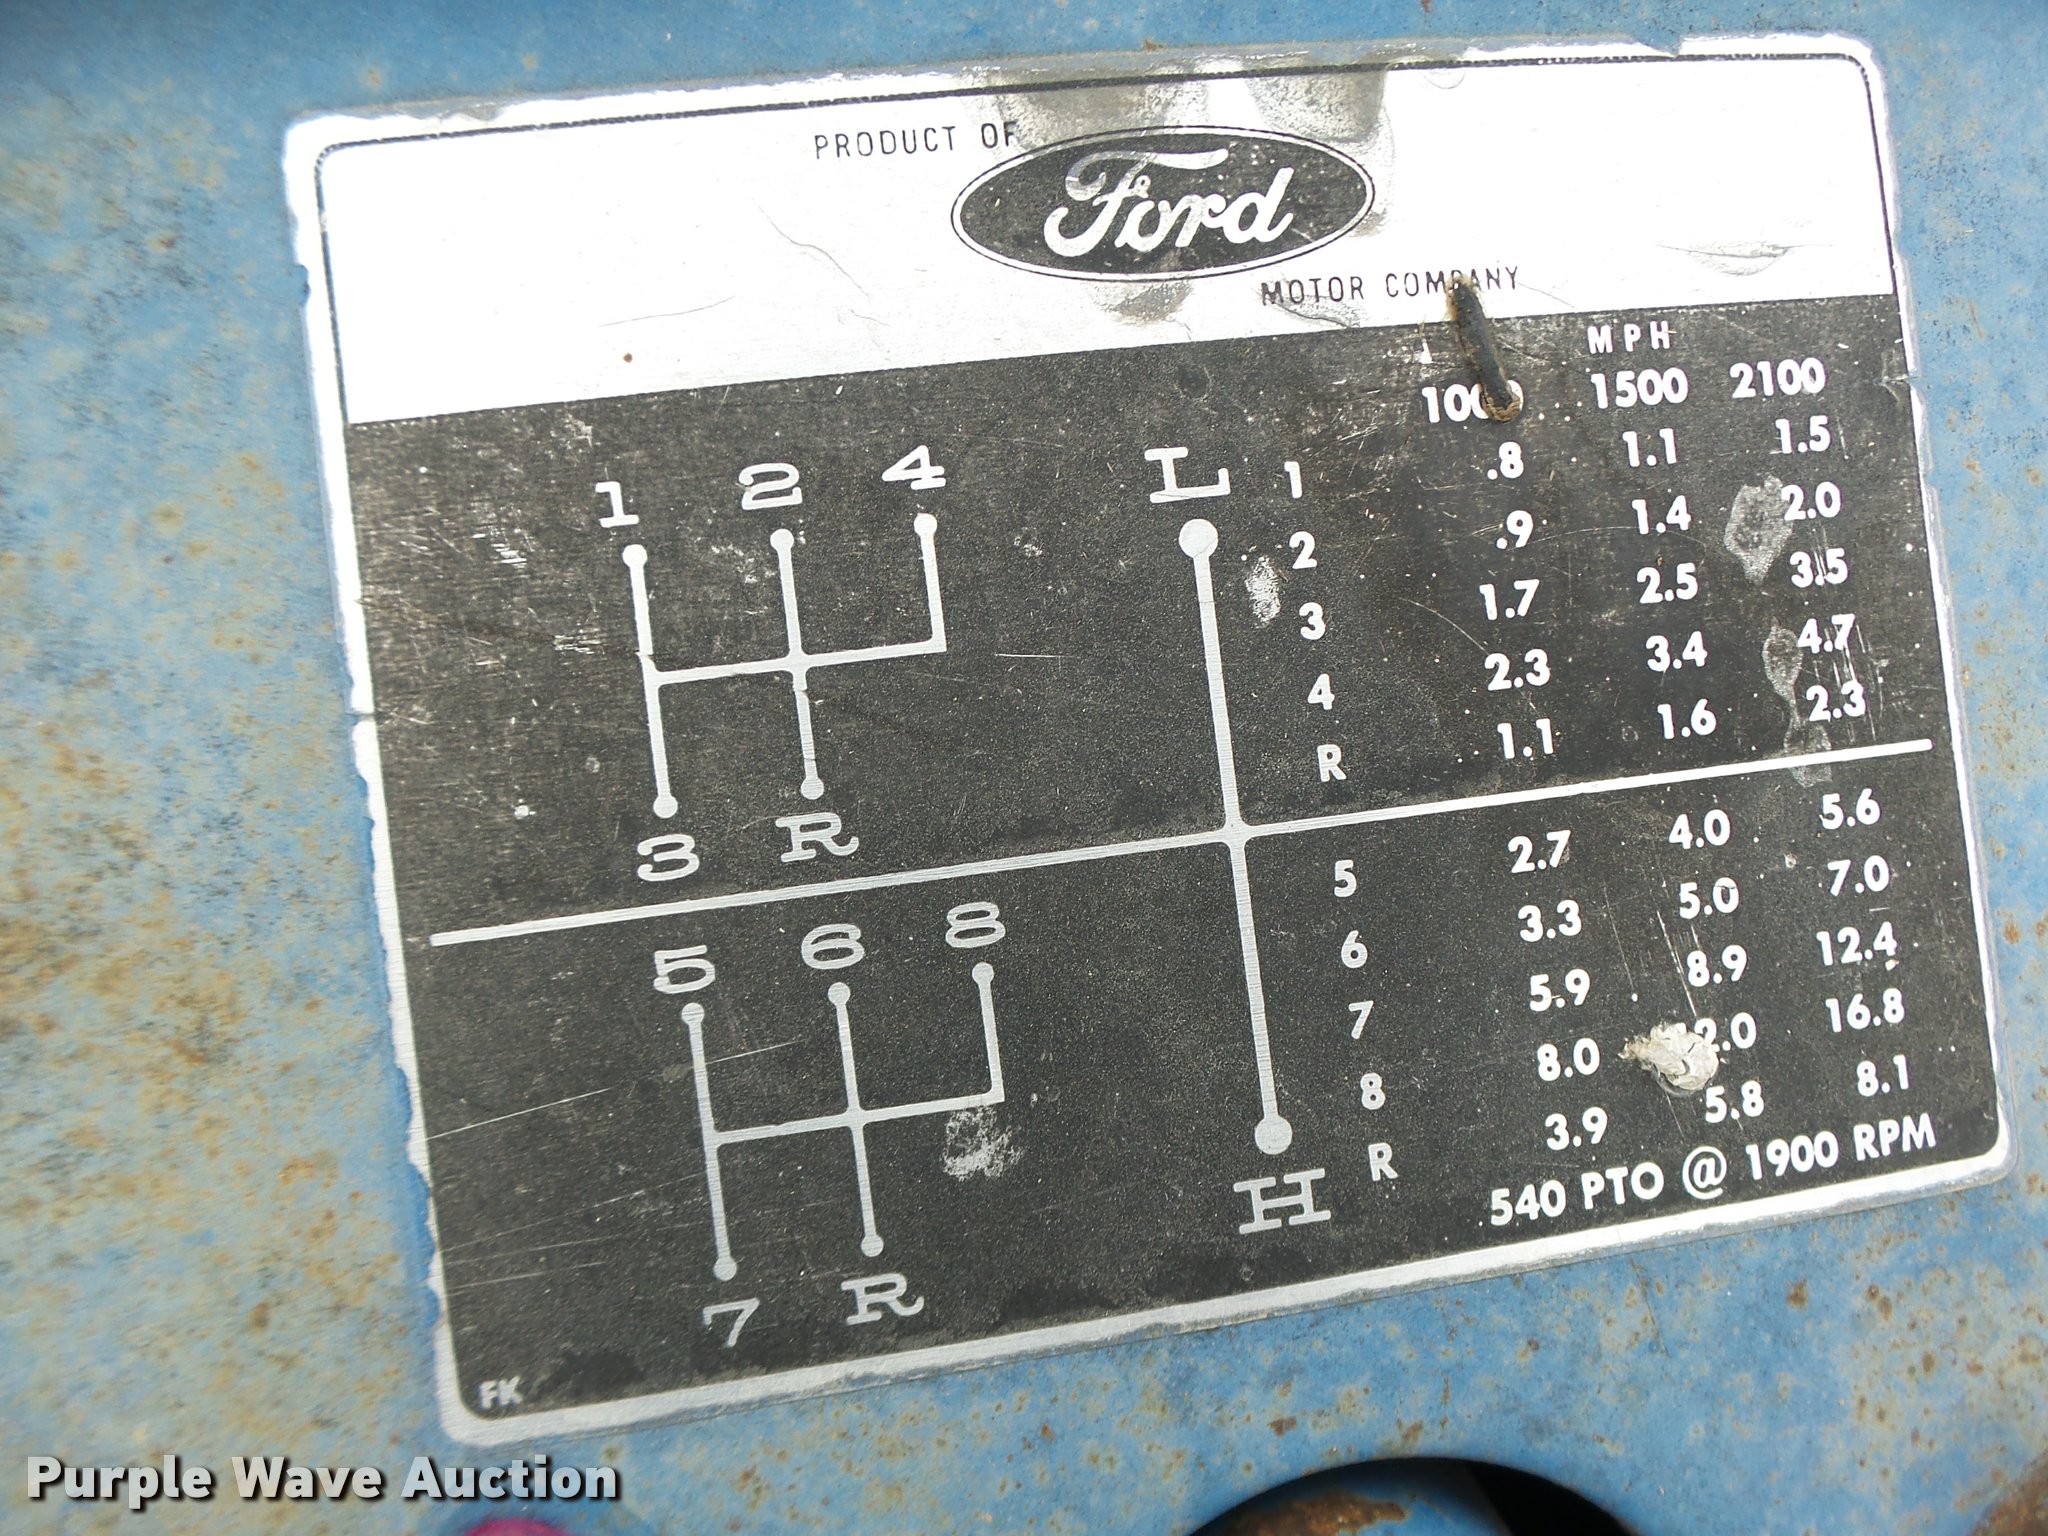 PRODUCT OF
Ford
MOTOR COMPANY
MPH
1000 1500 2100
1 2 4 L 1 .8 1.1 1.5
2 .9 1.4 2.0
3 1.7 2.5 3.5
4 2.3 3.4 4.7
3 R R 1.1 1.6 2.3
5 6 8 5 2.7 4.0 5.6
6 3.3 5.0 7.0
7 5.9 8.9 12.4
8 8.0 12.0 16.8
7 R H R 3.9 5.8 8.1
540 PTO @ 1900 RPM
FK
Purple Wave Auction